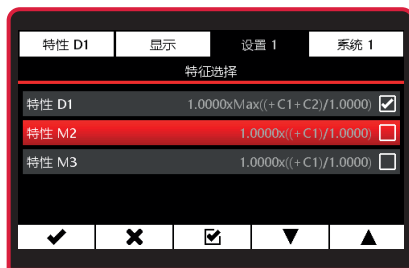 特性 D1 显示 设置 1 系统 1
特征选择
特性 D1 1.0000xMax((+C1+C2)/1.0000)
特性 M2 1.0000x((+C1)/1.0000)
特性 M3 1.0000x((+C1)/1.0000)